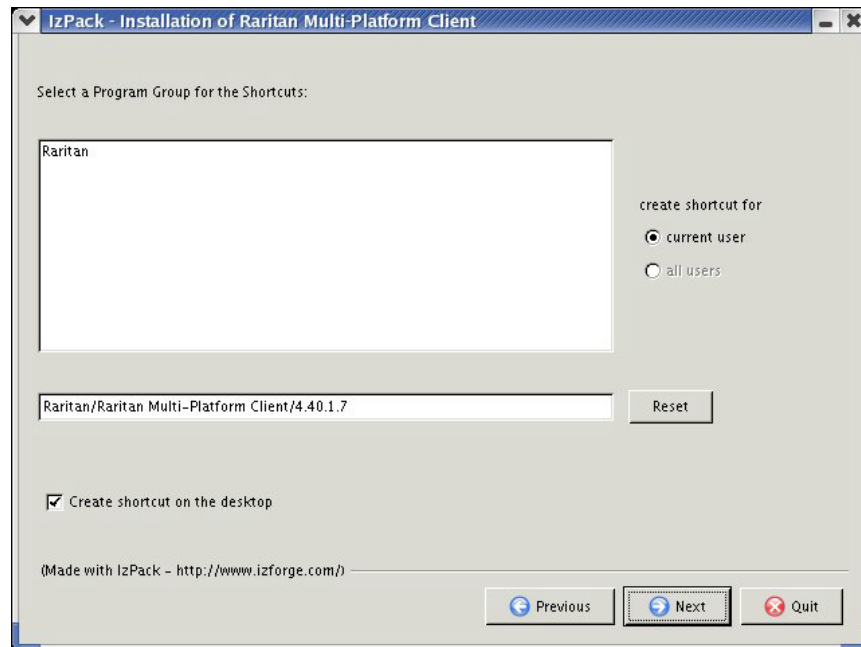 IzPack - Installation of Raritan Multi-Platform Client
Select a Program Group for the Shortcuts:
Raritan
create shortcut for
current user
all users
Raritan/Raritan Multi-Platform Client/4.40.1.7
Reset
Create shortcut on the desktop
(Made with IzPack - http://www.izforge.com/)
Previous
Next
Quit